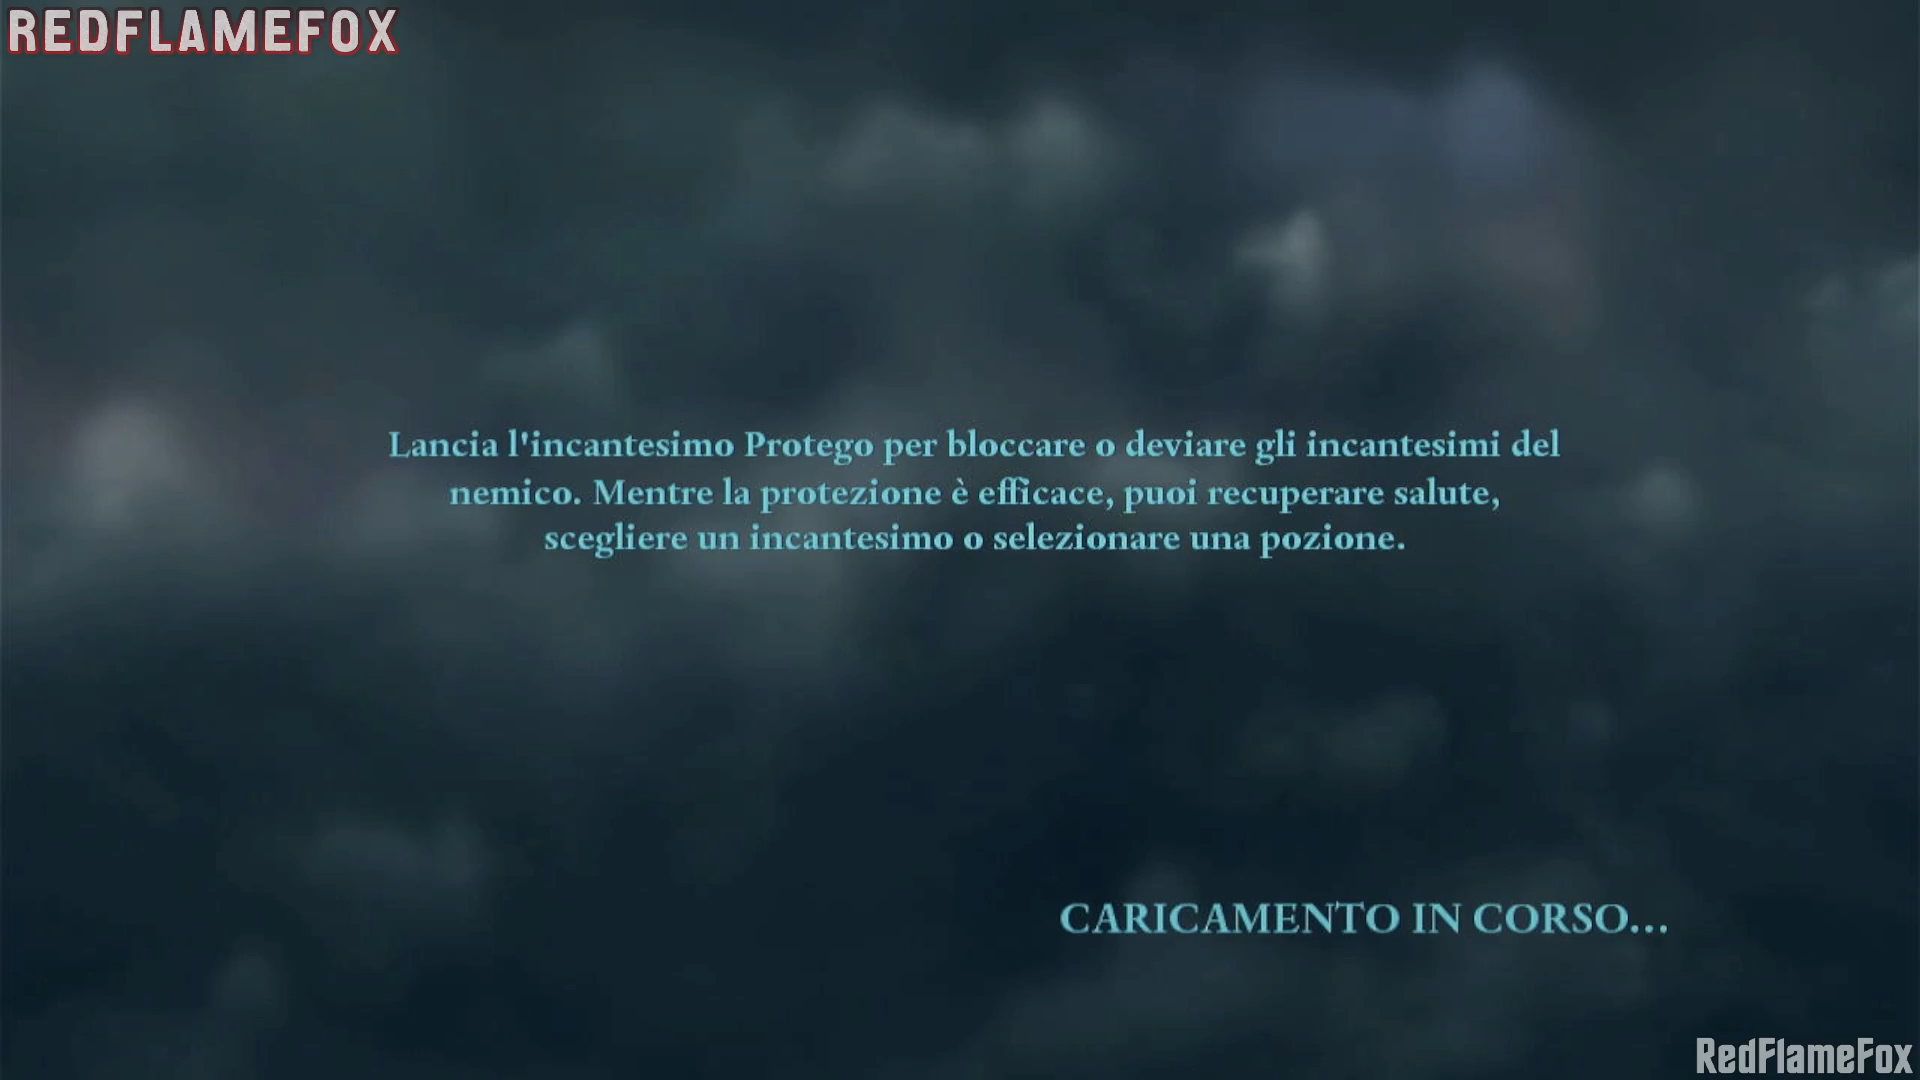 REDFLAMEFOX
Lancia l'incantesimo Protego per bloccare o deviare gli incantesimi del
nemico. Mentre la protezione è efficace, puoi recuperare salute,
scegliere un incantesimo o selezionare una pozione.
CARICAMENTO IN CORSO...
RedFlameFox